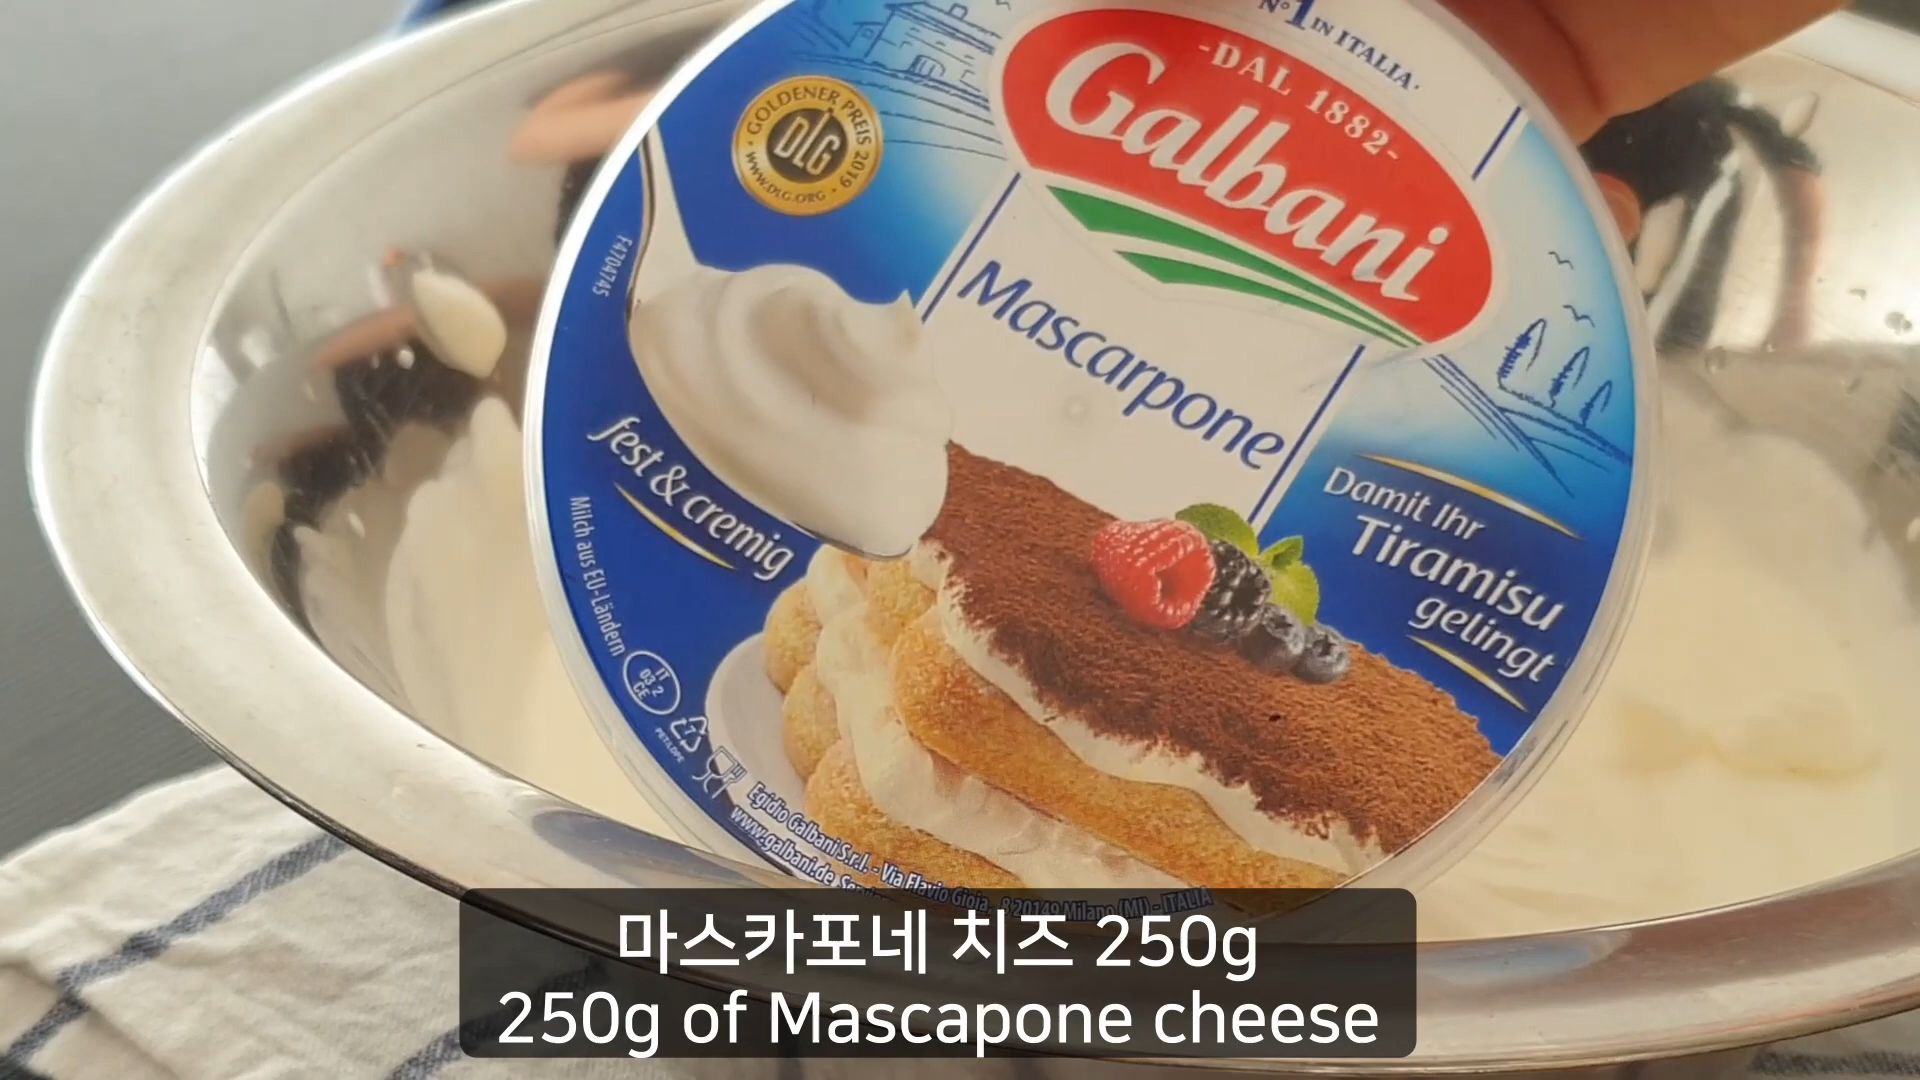 N°1 IN ITALIA
-DAL 1882-
Galbani
GOLDENER PREIS 2019
DLG
WWW.DLG.ORG
F4704745
Mascarpone
fest & cremig
Damit Ihr
Tiramisu
gelingt
Milch aus EU-Ländern
IT
03 2
CE
7
PET/LDPE
Egidio Galbani S.r.l. - Via Flavio Gioia, 8 20149 Milano (MI) - ITALIA
www.galbani.de
마스카포네 치즈 250g
250g of Mascapone cheese